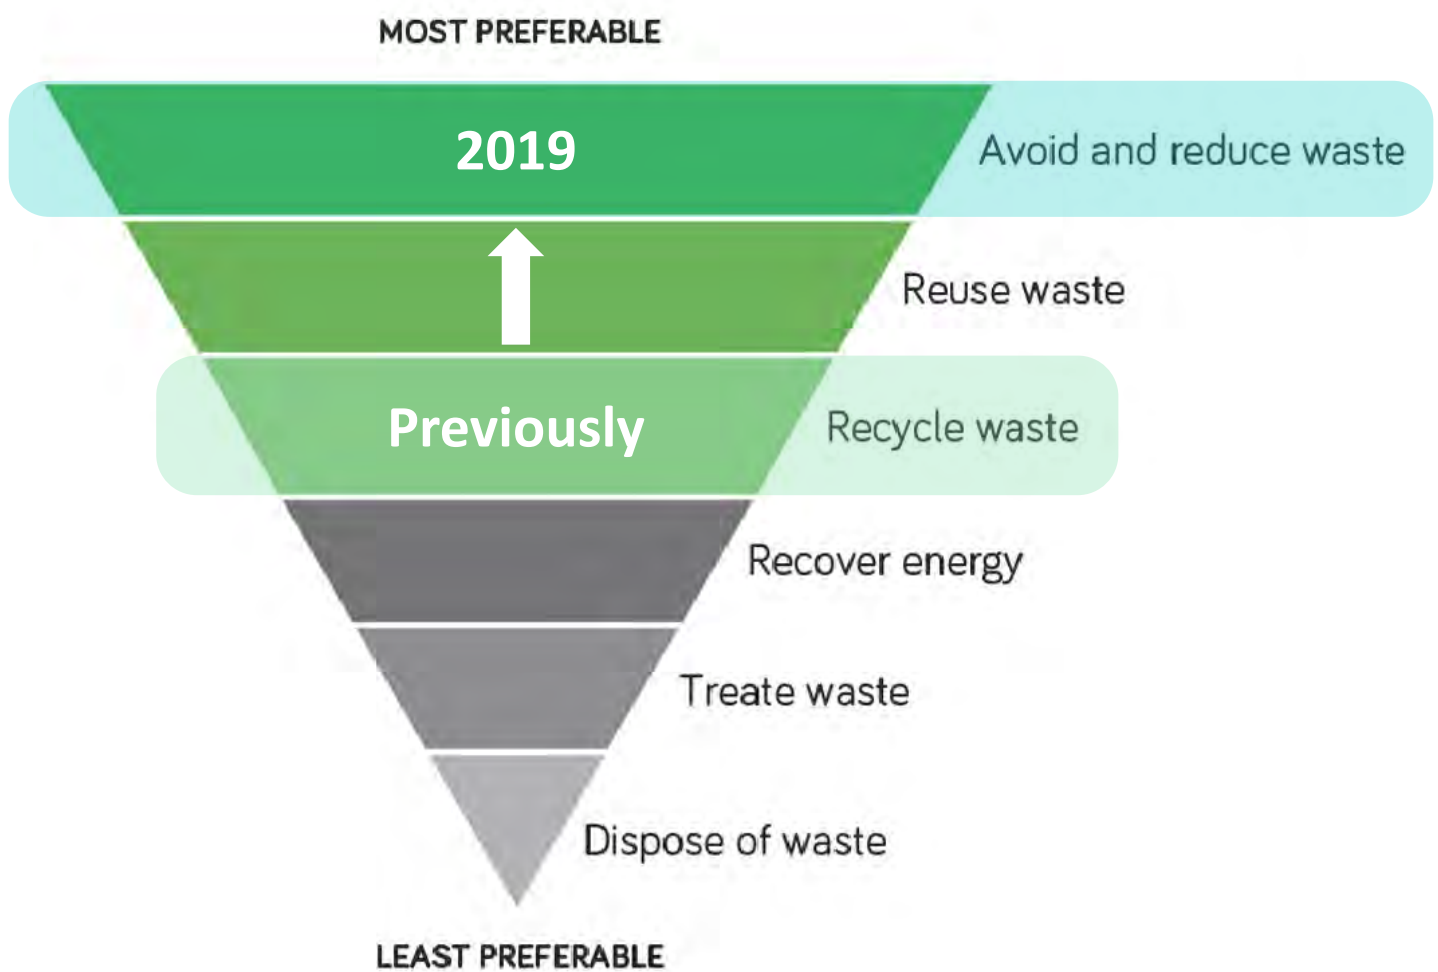 MOST PREFERABLE
2019
Avoid and reduce waste
Reuse waste
Previously
Recycle waste
Recover energy
Treate waste
Dispose of waste
LEAST PREFERABLE